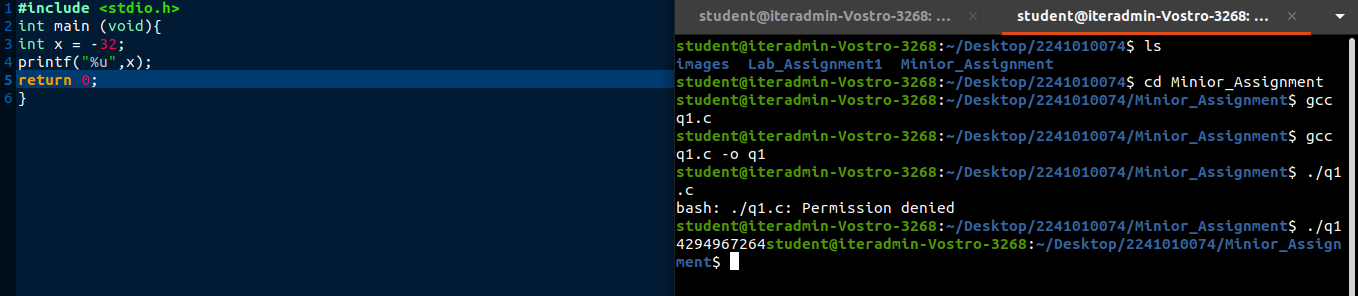 1 #include <stdio.h>
2 int main (void){
3 int x = -32;
4 printf("%u",x);
5 return 0;
6 }
student@iteradmin-Vostro-3268: ... × student@iteradmin-Vostro-3268: ... ×
student@iteradmin-Vostro-3268:~/Desktop/2241010074$ ls
images Lab_Assignment1 Minior_Assignment
student@iteradmin-Vostro-3268:~/Desktop/2241010074$ cd Minior_Assignment
student@iteradmin-Vostro-3268:~/Desktop/2241010074/Minior_Assignment$ gcc
q1.c
student@iteradmin-Vostro-3268:~/Desktop/2241010074/Minior_Assignment$ gcc
q1.c -o q1
student@iteradmin-Vostro-3268:~/Desktop/2241010074/Minior_Assignment$ ./q1
.c
bash: ./q1.c: Permission denied
student@iteradmin-Vostro-3268:~/Desktop/2241010074/Minior_Assignment$ ./q1
4294967264student@iteradmin-Vostro-3268:~/Desktop/2241010074/Minior_Assign
ment$